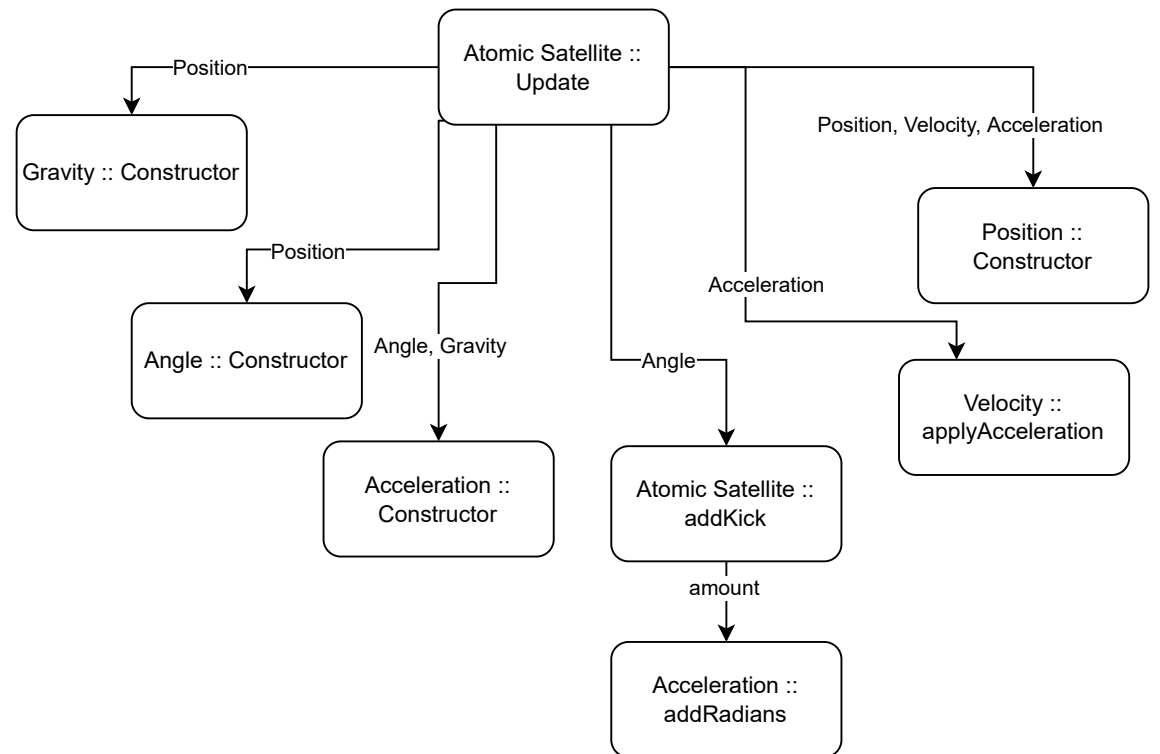 Atomic Satellite ::
Update
Position
Position, Velocity, Acceleration
Gravity :: Constructor
Position ::
Constructor
Position
Acceleration
Angle, Gravity
Angle :: Constructor
Angle
Velocity ::
applyAcceleration
Acceleration ::
Constructor
Atomic Satellite ::
addKick
amount
Acceleration ::
addRadians